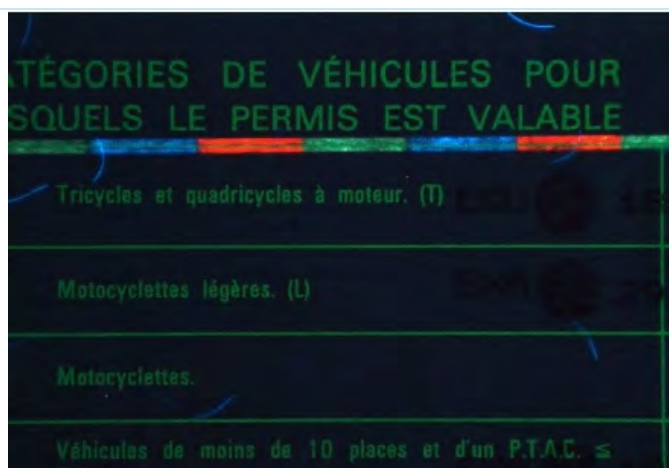 ATÉGORIES DE VÉHICULES POUR
SQUELS LE PERMIS EST VALABLE
Tricycles et quadricycles à moteur. (T)
Motocyclettes légères. (L)
Motocyclettes.
Véhicules de moins de 10 places et d'un P.T.A.C. ≤